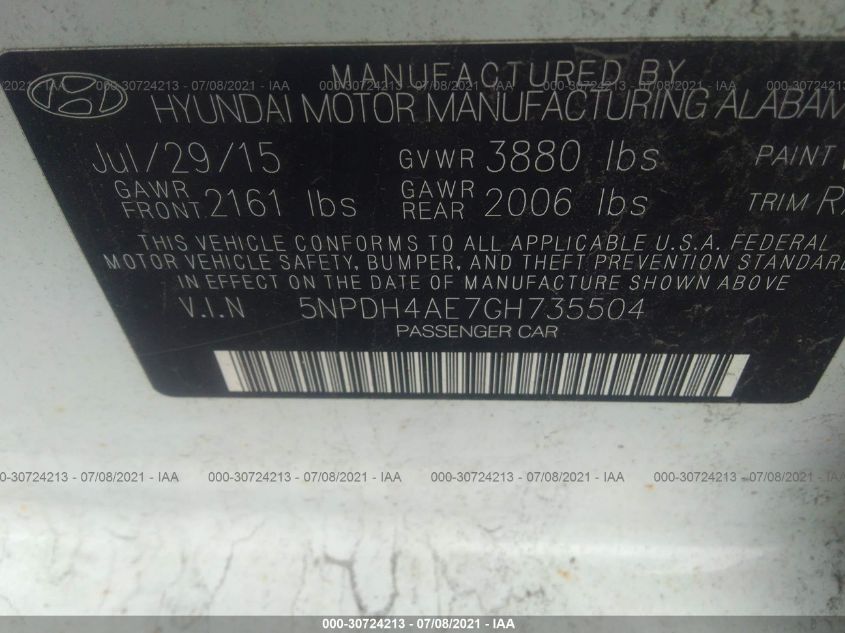 MANUFACTURED BY
HYUNDAI MOTOR MANUFACTURING ALABAM
Jul/29/15 GVWR 3880 lbs PAINT
GAWR FRONT 2161 lbs GAWR REAR 2006 lbs TRIM
THIS VEHICLE CONFORMS TO ALL APPLICABLE U.S.A. FEDERAL
MOTOR VEHICLE SAFETY, BUMPER, AND THEFT PREVENTION STANDARD
IN EFFECT ON THE DATE OF MANUFACTURE SHOWN ABOVE
V.I.N 5NPDH4AE7GH735504
PASSENGER CAR
000-30724213 - 07/08/2021 - IAA 000-30724213 - 07/08/2021 - IAA
0-30724213 - 07/08/2021 - IAA 000-30724213 - 07/08/2021 - IAA 000-30724213 - 07/08/2021 - IAA
000-30724213 - 07/08/2021 - IAA